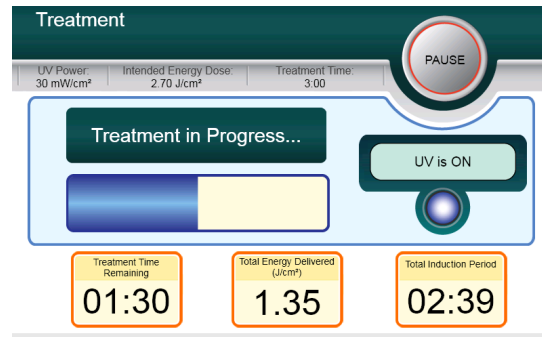 Treatment
PAUSE
UV Power: Intended Energy Dose: Treatment Time:
30 mW/cm² 2.70 J/cm² 3:00
Treatment in Progress...
UV is ON
Treatment Time
Remaining
01:30
Total Energy Delivered
(J/cm²)
1.35
Total Induction Period
02:39